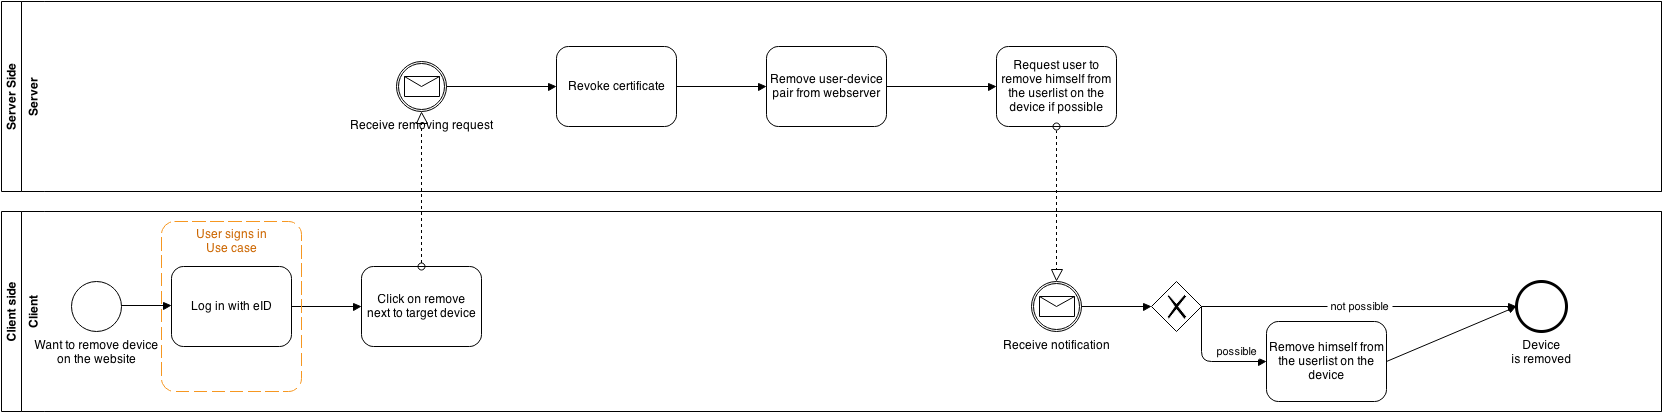 Server Side
Server
Receive removing request
Revoke certificate
Remove user-device
pair from webserver
Request user to
remove himself from
the userlist on the
device if possible
Client side
Client
Want to remove device
on the website
User signs in
Use case
Log in with eID
Click on remove
next to target device
Receive notification
not possible
possible
Remove himself from
the userlist on the
device
Device
is removed